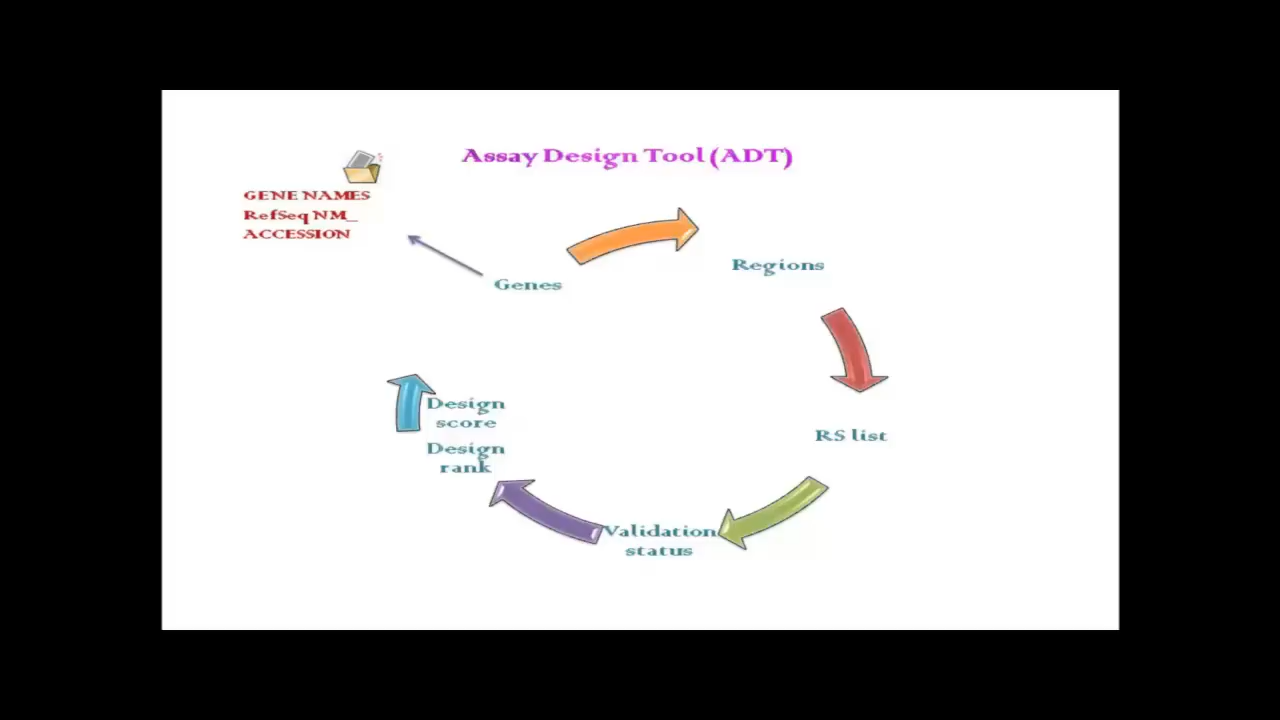 Assay Design Tool (ADT)
GENE NAMES
RefSeq NM_
ACCESSION
Genes
Regions
RS list
Validation
status
Design
score
Design
rank